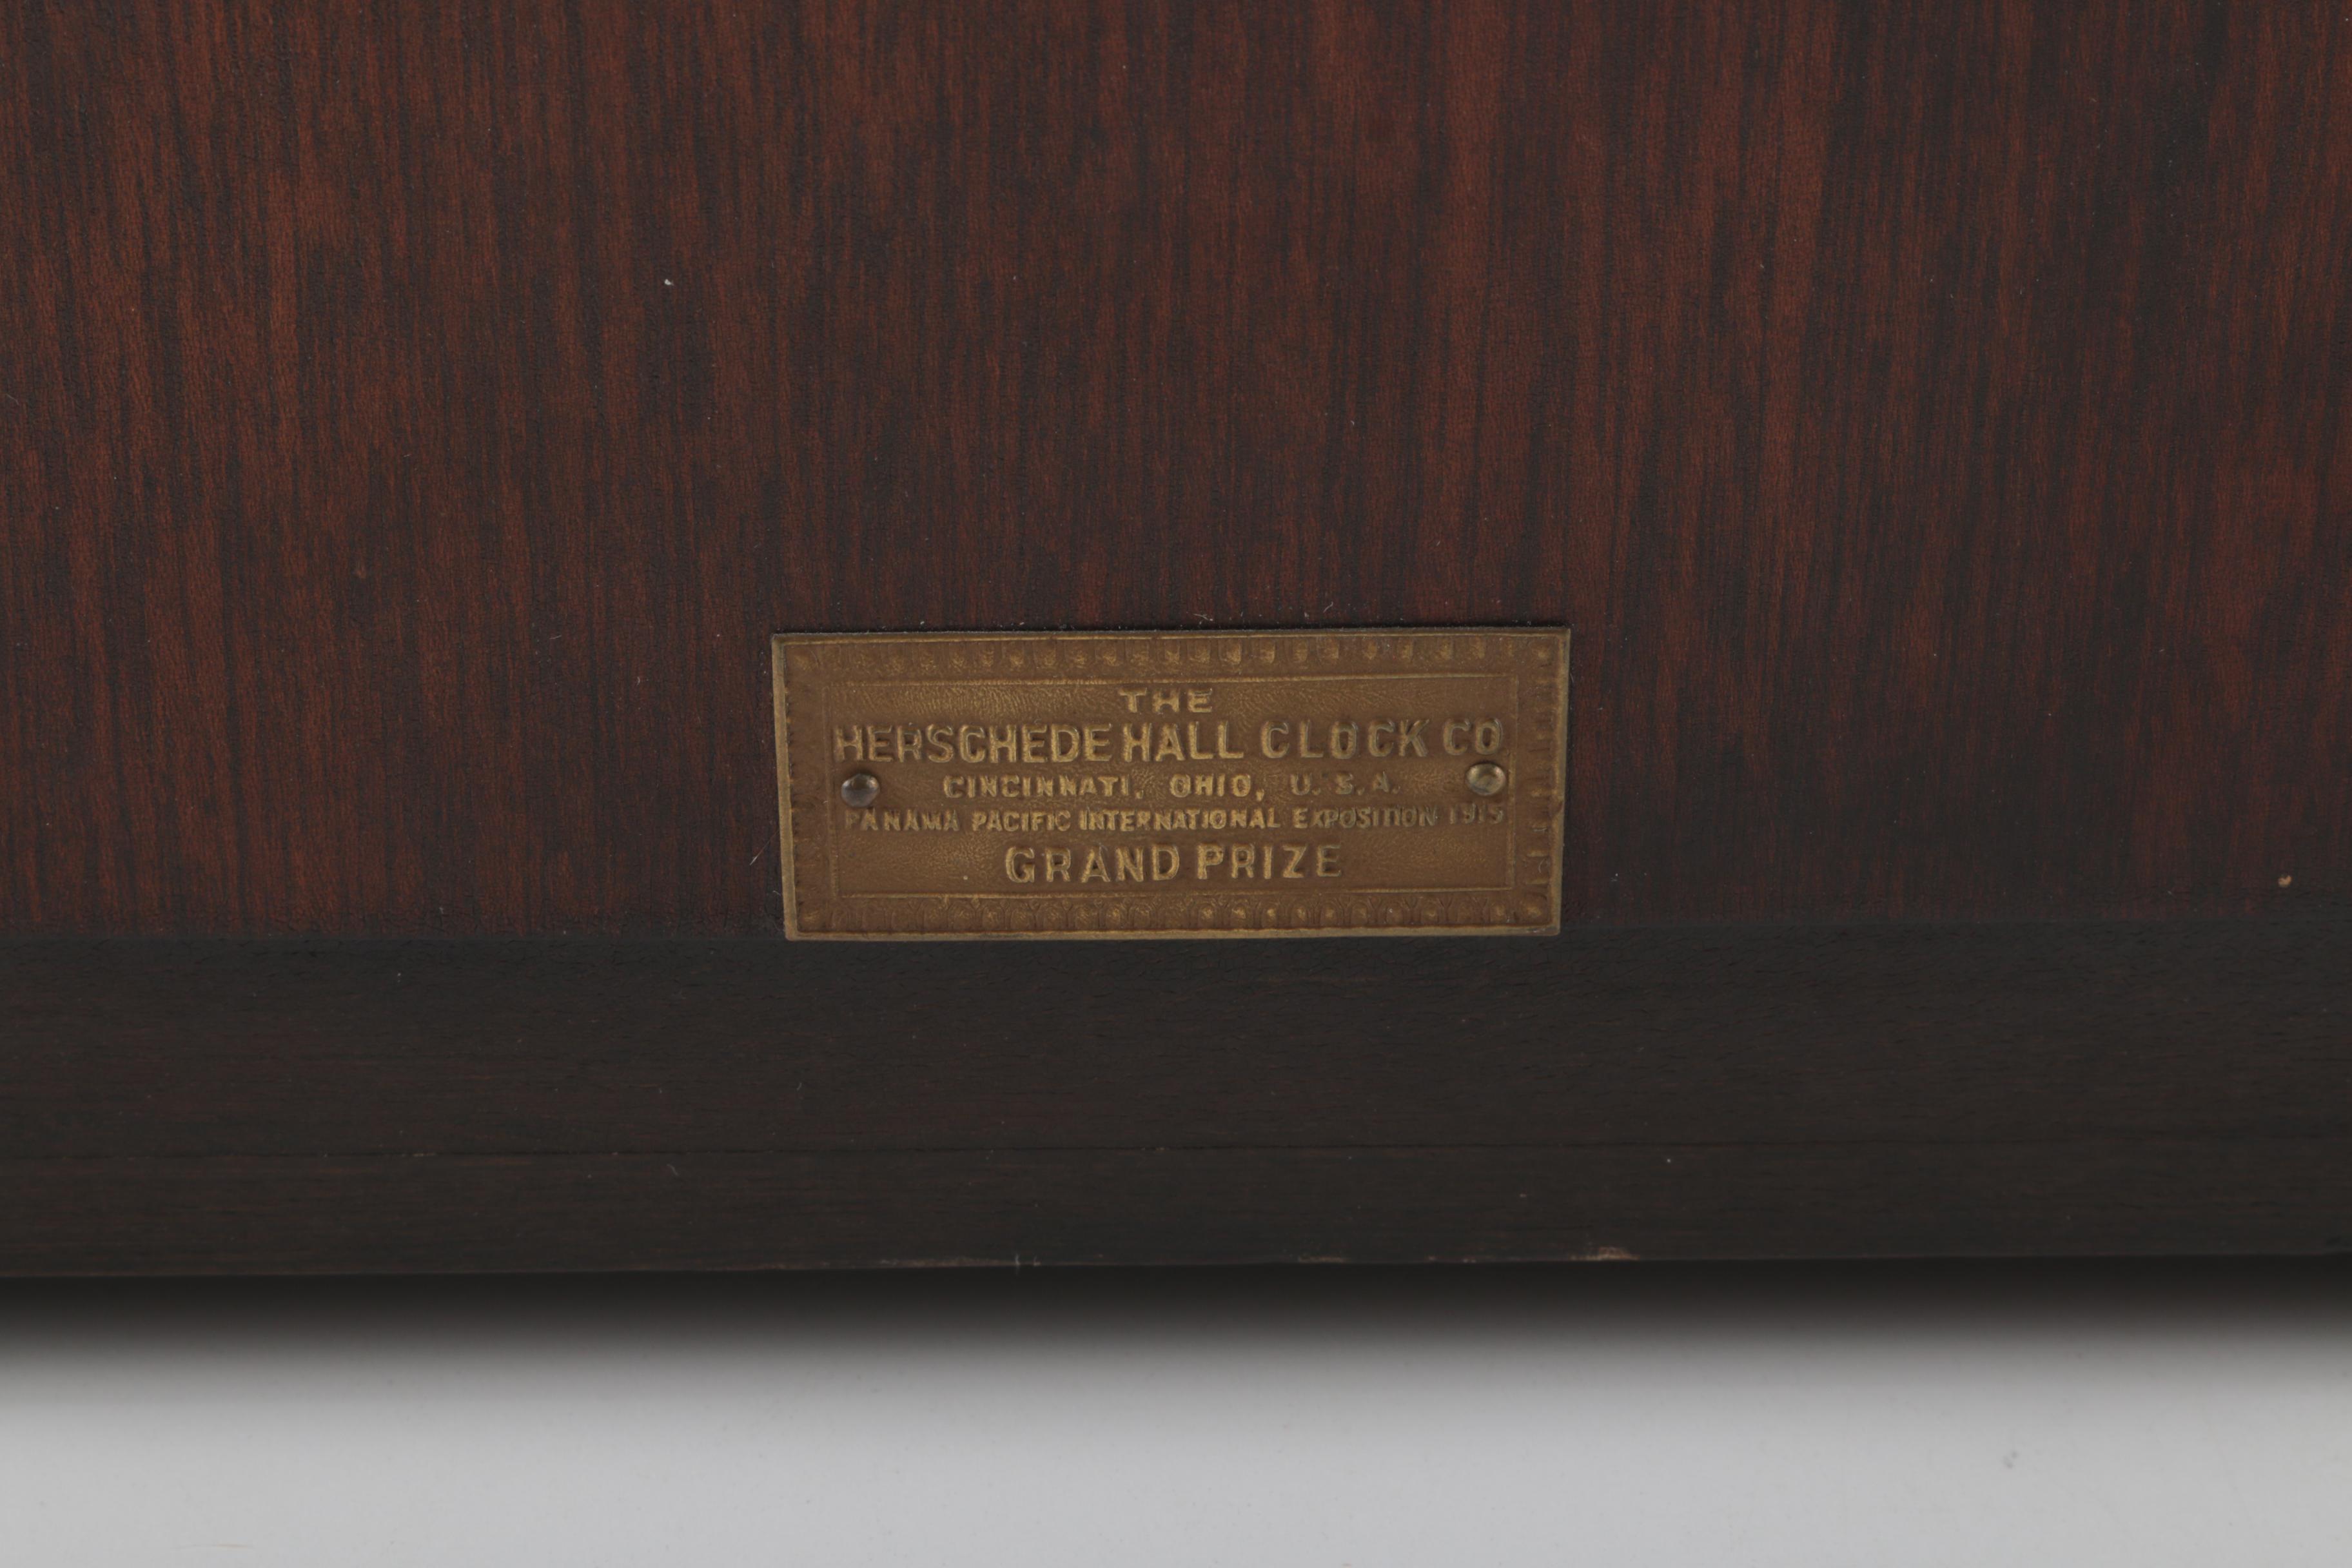 THE
HERSCHEDE HALL CLOCK CO
CINCINNATI, OHIO, U.S.A.
PANAMA PACIFIC INTERNATIONAL EXPOSITION 1915
GRAND PRIZE